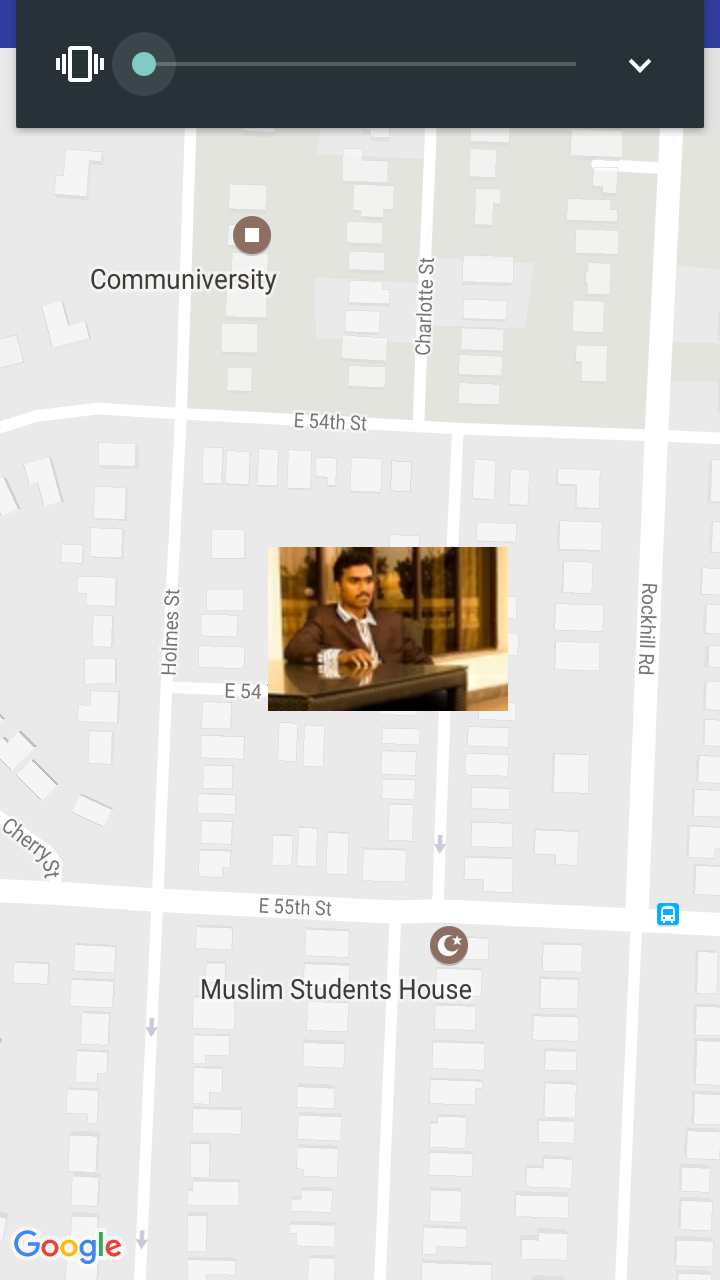 Communiversity
Charlotte St
E 54th St
Holmes St
Rockhill Rd
E 54
Cherry St
E 55th St
Muslim Students House
Google